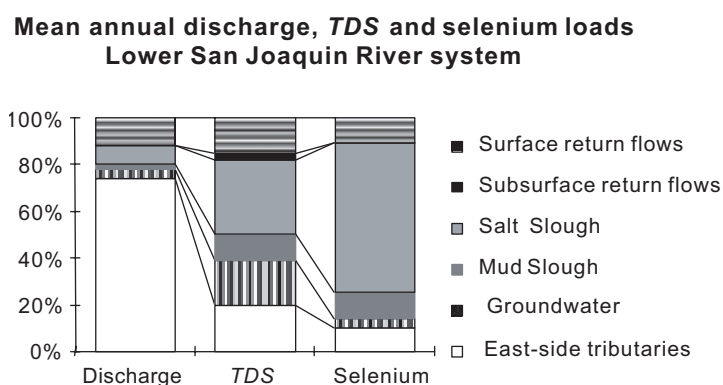 Mean annual discharge, TDS and selenium loads
Lower San Joaquin River system
100%
80%
60%
40%
20%
0%
Discharge
TDS
Selenium
Surface return flows
Subsurface return flows
Salt Slough
Mud Slough
Groundwater
East-side tributaries